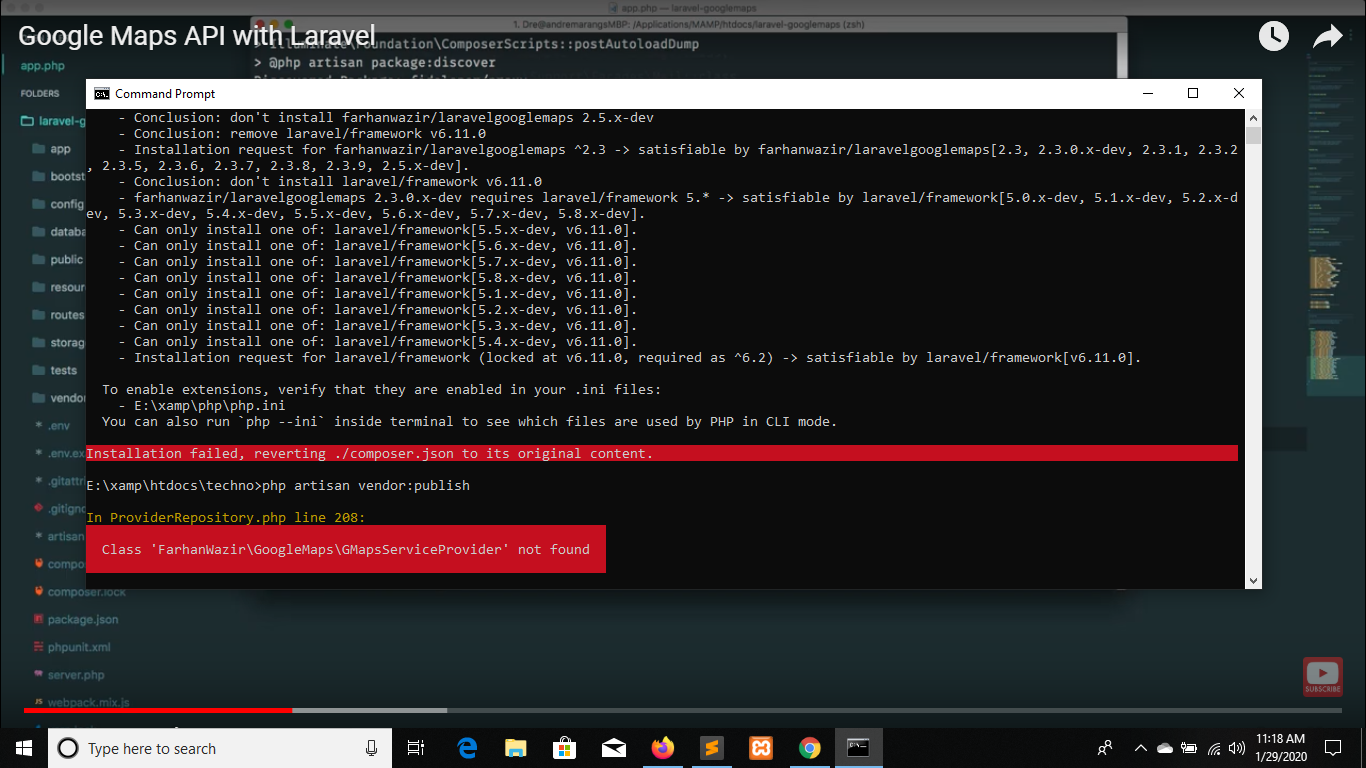 app.php — laravel-googlemaps
1. Dre@andremarangsMBP: /Applications/MAMP/htdocs/laravel-googlemaps (zsh)
Google Maps API with Laravel
> Illuminate\Foundation\ComposerScripts::postAutoloadDump
> @php artisan package:discover
app.php
FOLDERS
laravel-g
app
bootst
config
databa
public
resour
routes
storag
tests
vendor
.env
.env.ex
.gitattr
.gitigno
artisan
compo
composer.lock
package.json
phpunit.xml
server.php
webpack.mix.js
Command Prompt
- Conclusion: don't install farhanwazir/laravelgooglemaps 2.5.x-dev
- Conclusion: remove laravel/framework v6.11.0
- Installation request for farhanwazir/laravelgooglemaps ^2.3 -> satisfiable by farhanwazir/laravelgooglemaps[2.3, 2.3.0.x-dev, 2.3.1, 2.3.2
, 2.3.5, 2.3.6, 2.3.7, 2.3.8, 2.3.9, 2.5.x-dev].
- Conclusion: don't install laravel/framework v6.11.0
- farhanwazir/laravelgooglemaps 2.3.0.x-dev requires laravel/framework 5.* -> satisfiable by laravel/framework[5.0.x-dev, 5.1.x-dev, 5.2.x-d
ev, 5.3.x-dev, 5.4.x-dev, 5.5.x-dev, 5.6.x-dev, 5.7.x-dev, 5.8.x-dev].
- Can only install one of: laravel/framework[5.5.x-dev, v6.11.0].
- Can only install one of: laravel/framework[5.6.x-dev, v6.11.0].
- Can only install one of: laravel/framework[5.7.x-dev, v6.11.0].
- Can only install one of: laravel/framework[5.8.x-dev, v6.11.0].
- Can only install one of: laravel/framework[5.1.x-dev, v6.11.0].
- Can only install one of: laravel/framework[5.2.x-dev, v6.11.0].
- Can only install one of: laravel/framework[5.3.x-dev, v6.11.0].
- Can only install one of: laravel/framework[5.4.x-dev, v6.11.0].
- Installation request for laravel/framework (locked at v6.11.0, required as ^6.2) -> satisfiable by laravel/framework[v6.11.0].
To enable extensions, verify that they are enabled in your .ini files:
- E:\xamp\php\php.ini
You can also run `php --ini` inside terminal to see which files are used by PHP in CLI mode.
Installation failed, reverting ./composer.json to its original content.
E:\xamp\htdocs\techno>php artisan vendor:publish
In ProviderRepository.php line 208:
Class 'FarhanWazir\GoogleMaps\GMapsServiceProvider' not found
SUBSCRIBE
Type here to search
11:18 AM
1/29/2020